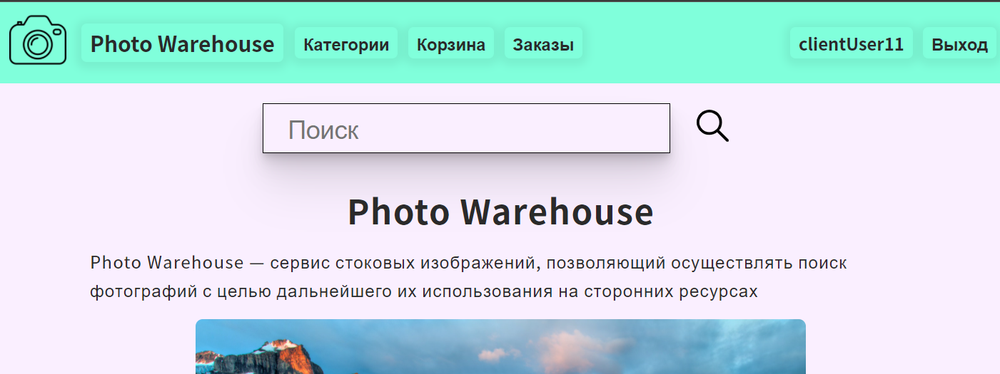 Photo Warehouse Категории Корзина Заказы clientUser11 Выход
Поиск
Photo Warehouse
Photo Warehouse — сервис стоковых изображений, позволяющий осуществлять поиск
фотографий с целью дальнейшего их использования на сторонних ресурсах